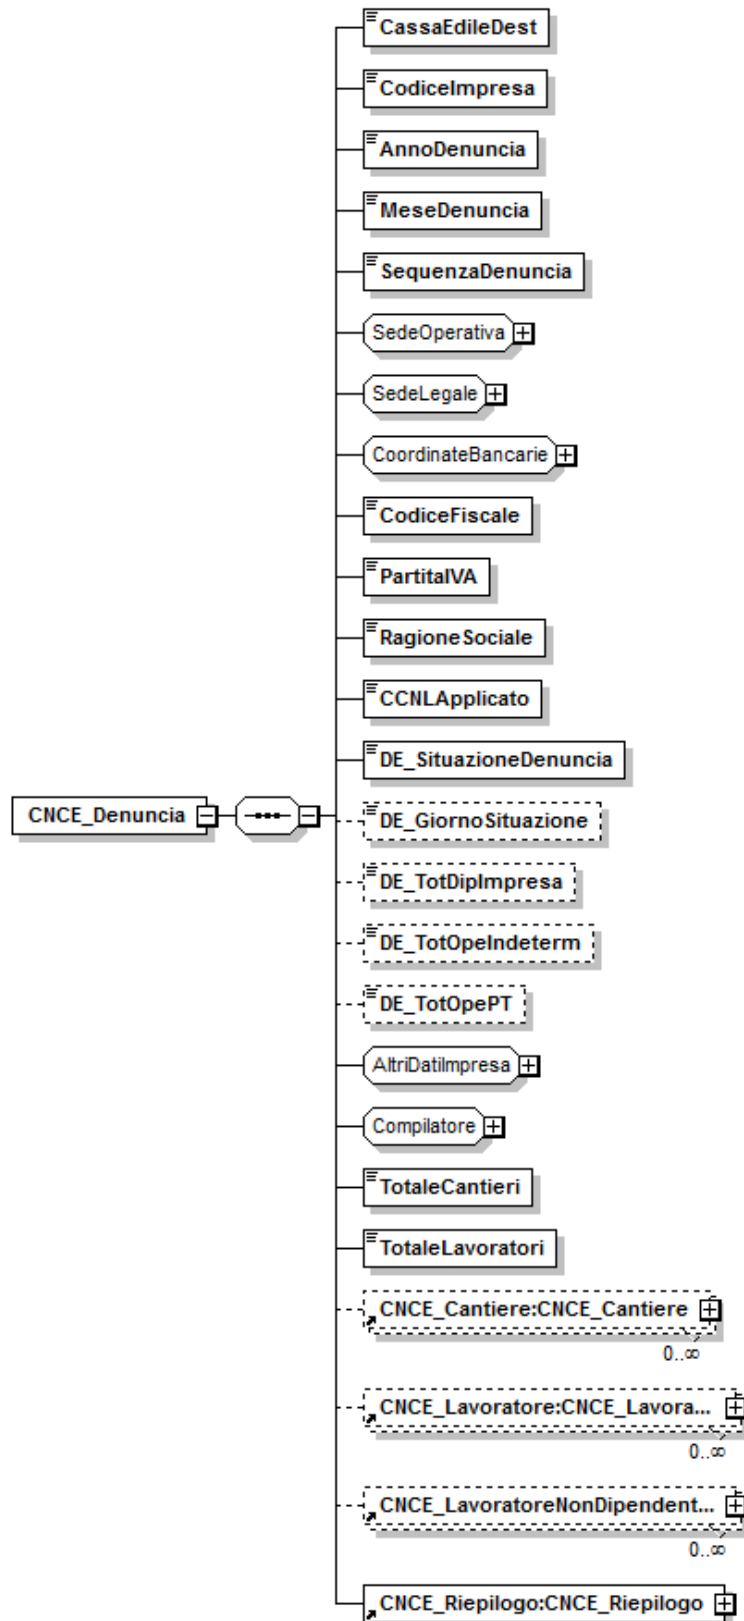 CassaEdileDest
CodiceImpresa
AnnoDenuncia
MeseDenuncia
SequenzaDenuncia
SedeOperativa
SedeLegale
CoordinateBancarie
CodiceFiscale
PartitaIVA
RagioneSociale
CCNLApplicato
DE_SituazioneDenuncia
CNCE_Denuncia
DE_GiornoSituazione
DE_TotDipImpresa
DE_TotOpeIndeterm
DE_TotOpePT
AltriDatiImpresa
Compilatore
TotaleCantieri
TotaleLavoratori
CNCE_Cantiere:CNCE_Cantiere
0..∞
CNCE_Lavoratore:CNCE_Lavora...
0..∞
CNCE_LavoratoreNonDipendent...
0..∞
CNCE_Riepilogo:CNCE_Riepilogo